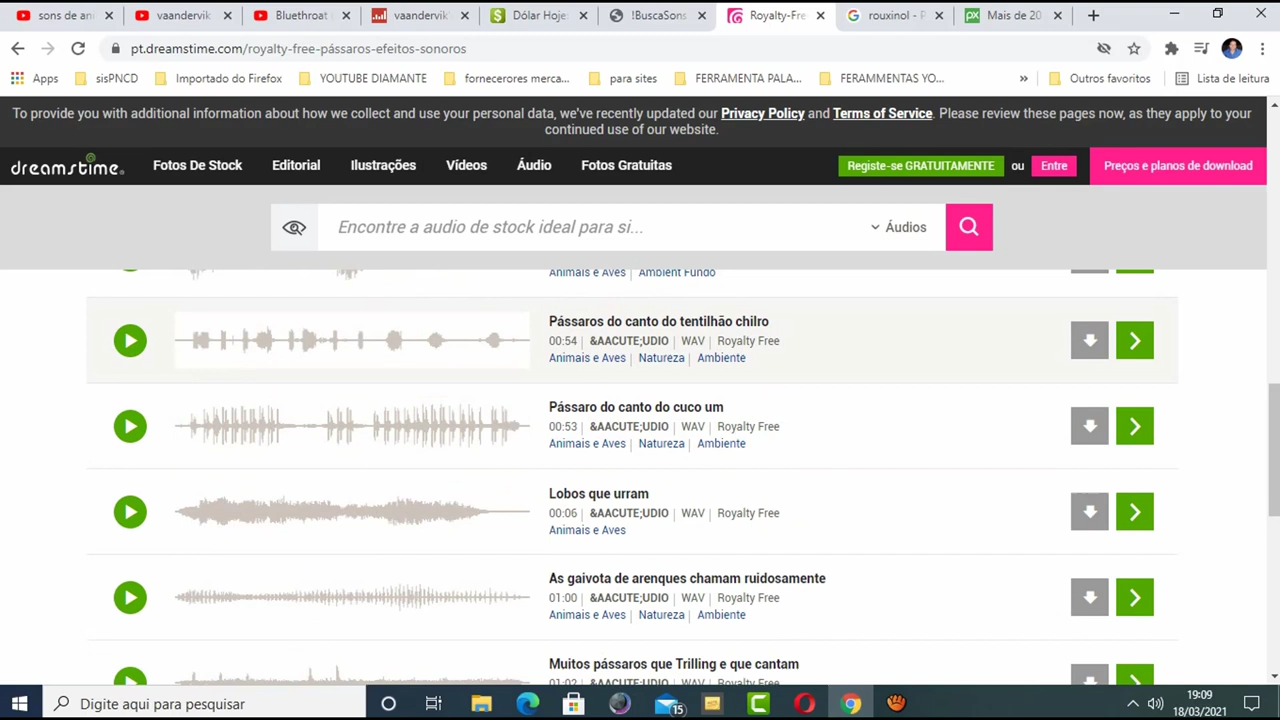 sons de ani
vaandervik
Bluethroat
vaandervik
Dólar Hoje
!BuscaSons
Royalty-Fre
rouxinol - P
Mais de 20
pt.dreamstime.com/royalty-free-pássaros-efeitos-sonoros
Apps
sisPNCD
Importado do Firefox
YOUTUBE DIAMANTE
fornecerores merca...
para sites
FERRAMENTA PALA...
FERAMMENTAS YO...
»
Outros favoritos
Lista de leitura
To provide you with additional information about how we collect and use your personal data, we've recently updated our Privacy Policy and Terms of Service. Please review these pages now, as they apply to your
continued use of our website.
dreamstime.
Fotos De Stock
Editorial
Ilustrações
Vídeos
Áudio
Fotos Gratuitas
Registe-se GRATUITAMENTE
ou
Entre
Preços e planos de download
Encontre a audio de stock ideal para si...
Áudios
Animais e Aves | Ambient Fundo
Pássaros do canto do tentilhão chilro
00:54 | &AACUTE;UDIO | WAV | Royalty Free
Animais e Aves | Natureza | Ambiente
Pássaro do canto do cuco um
00:53 | &AACUTE;UDIO | WAV | Royalty Free
Animais e Aves | Natureza | Ambiente
Lobos que urram
00:06 | &AACUTE;UDIO | WAV | Royalty Free
Animais e Aves
As gaivota de arenques chamam ruidosamente
01:00 | &AACUTE;UDIO | WAV | Royalty Free
Animais e Aves | Natureza | Ambiente
Muitos pássaros que Trilling e que cantam
01:02 | &AACUTE;UDIO | WAV | Royalty Free
Digite aqui para pesquisar
15
19:09
18/03/2021